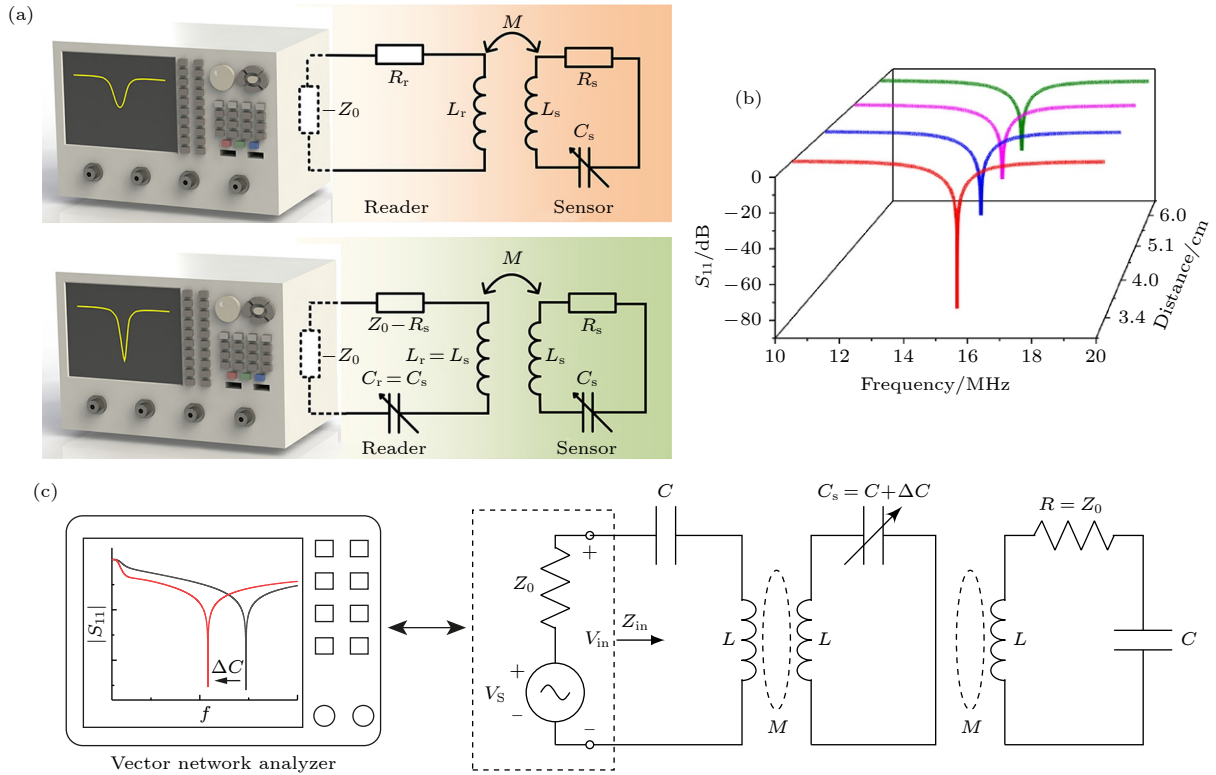 (a)
M
R_r
R_s
−Z_0
L_r
L_s
C_s
Reader
Sensor
M
Z_0−R_s
R_s
−Z_0
L_r=L_s
L_s
C_r=C_s
C_s
Reader
Sensor
(b)
0
−20
−40
−60
−80
S_11/dB
10
12
14
16
18
20
Frequency/MHz
6.0
5.1
4.0
3.4
Distance/cm
(c)
|S_11|
ΔC
f
Vector network analyzer
C
C_s=C+ΔC
R=Z_0
+
Z_0
V_in
Z_in
L
L
L
C
+
V_S
−
−
M
M